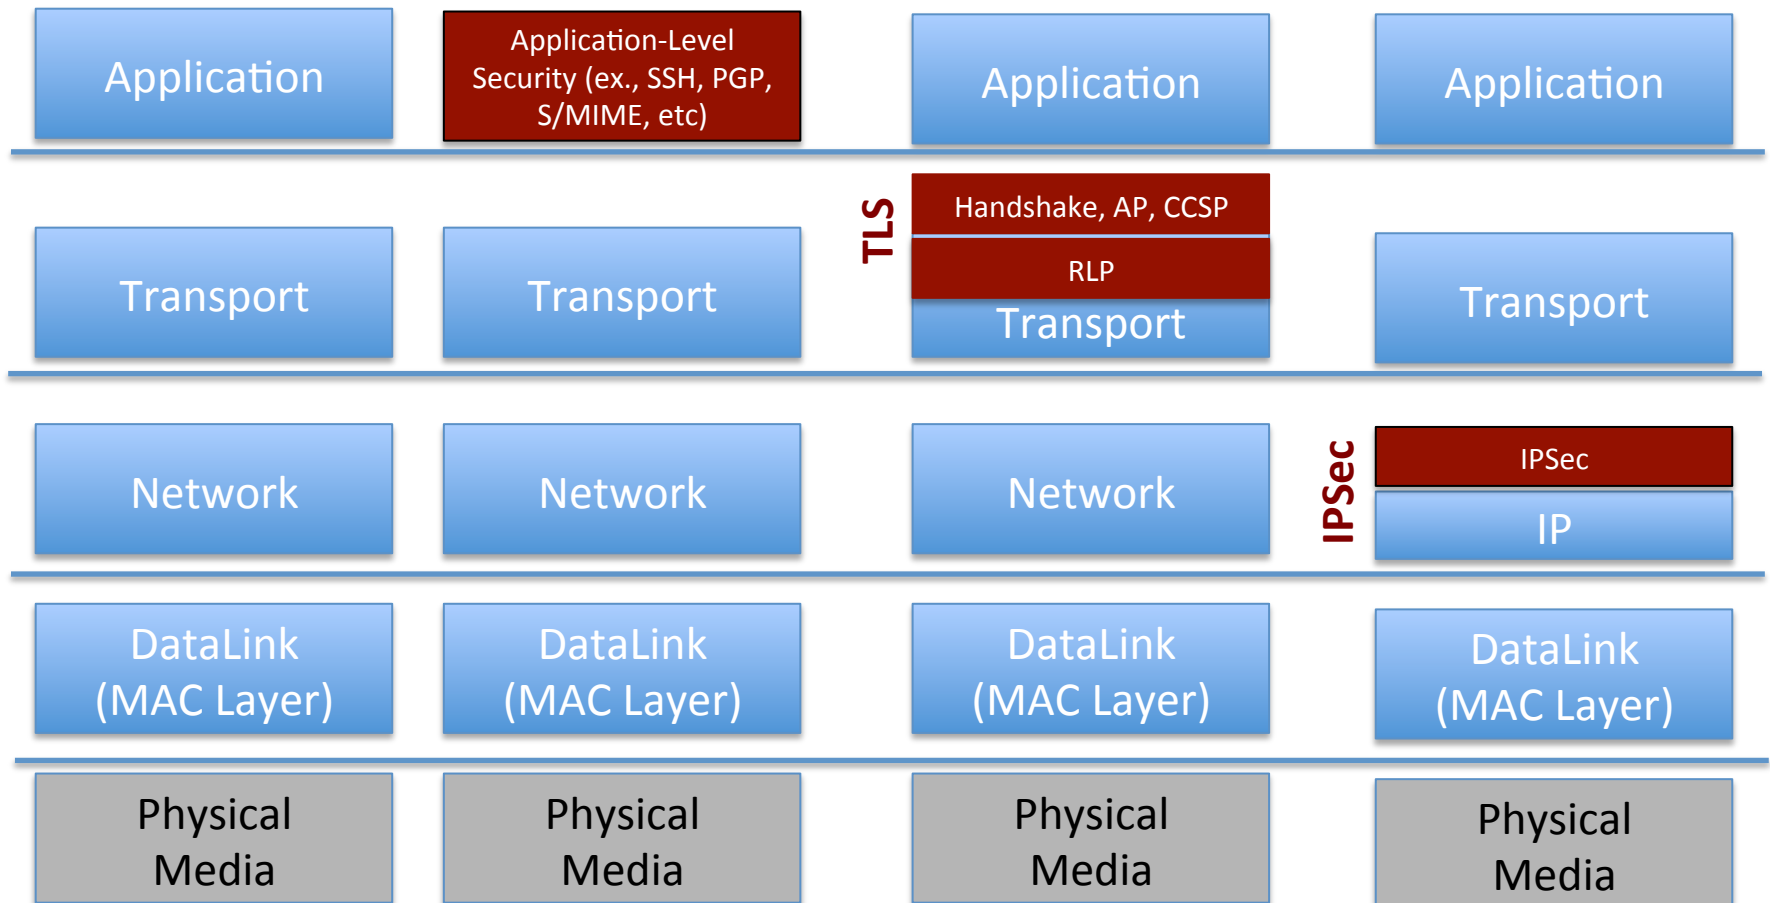 Application
Application-Level
Security (ex., SSH, PGP,
S/MIME, etc)
Application
Application
Transport
Transport
TLS
Handshake, AP, CCSP
RLP
Transport
Transport
Network
Network
Network
IPSec
IPSec
IP
DataLink
(MAC Layer)
DataLink
(MAC Layer)
DataLink
(MAC Layer)
DataLink
(MAC Layer)
Physical
Media
Physical
Media
Physical
Media
Physical
Media